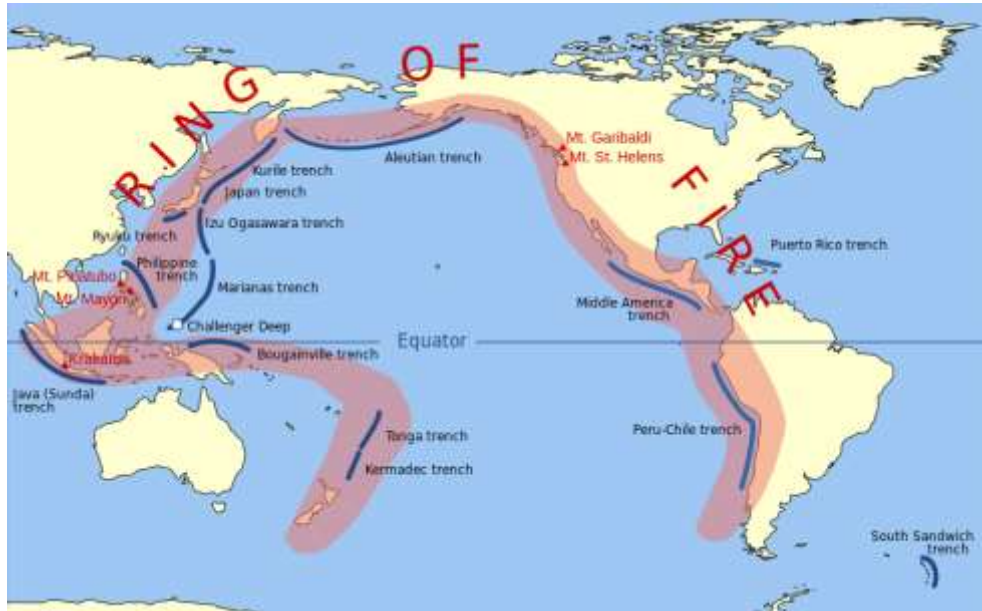 RING OF FIRE
Mt. Garibaldi
Mt. St. Helens
Aleutian trench
Kurile trench
Japan trench
Izu Ogasawara trench
Ryuku trench
Puerto Rico trench
Philippine
trench
Mt. Pinatubo
Mt. Mayon
Marianas trench
Middle America
trench
Challenger Deep
Equator
Bougainville trench
Krakatoa
Java (Sunda)
trench
Tonga trench
Kermadec trench
Peru-Chile trench
South Sandwich
trench